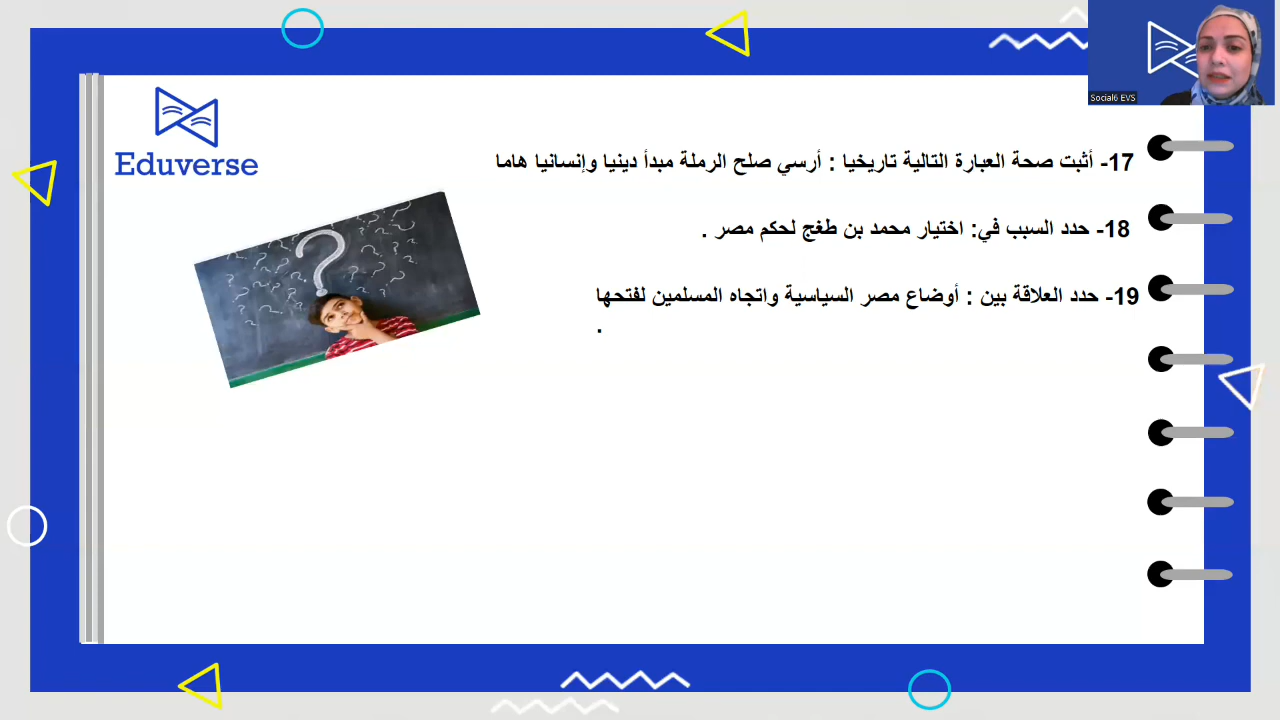 Social6 EVS
Eduverse
17- أثبت صحة العبارة التالية تاريخيا : أرسي صلح الرملة مبدأ دينيا وإنسانيا هاما
18- حدد السبب في: اختيار محمد بن طغج لحكم مصر .
19- حدد العلاقة بين : أوضاع مصر السياسية واتجاه المسلمين لفتحها
.